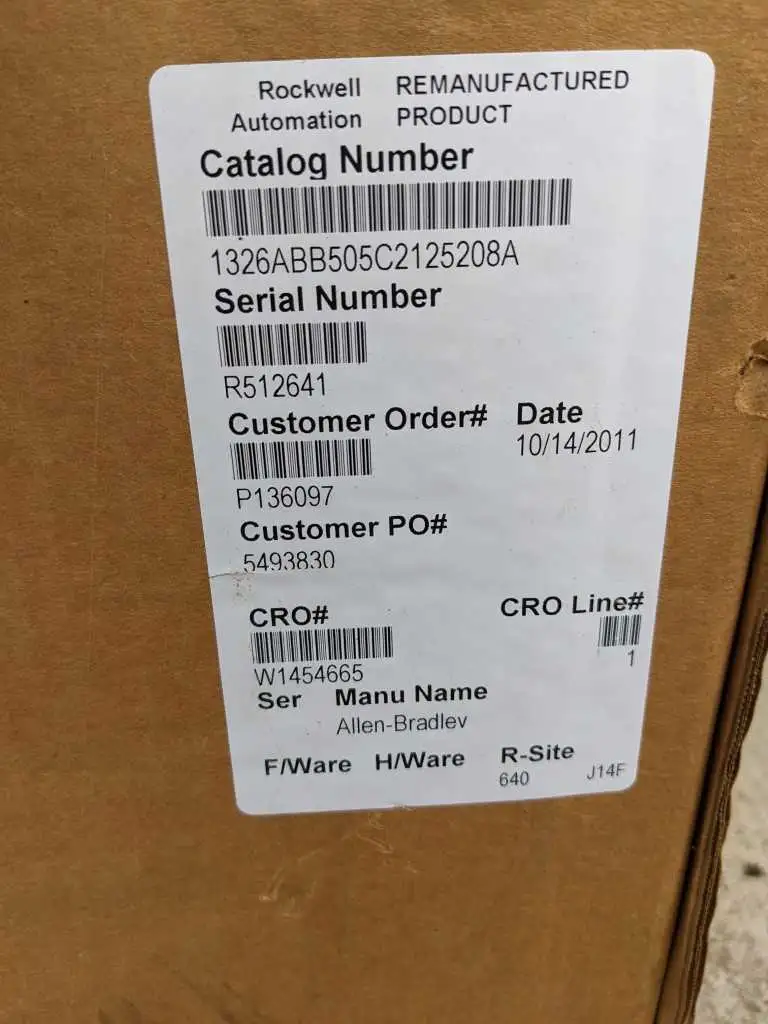 Rockwell REMANUFACTURED
Automation PRODUCT
Catalog Number
1326ABB505C2125208A
Serial Number
R512641
Customer Order# Date
10/14/2011
P136097
Customer PO#
5493830
CRO# CRO Line#
W1454665 1
Ser Manu Name
Allen-Bradley
F/Ware H/Ware R-Site
640 J14F